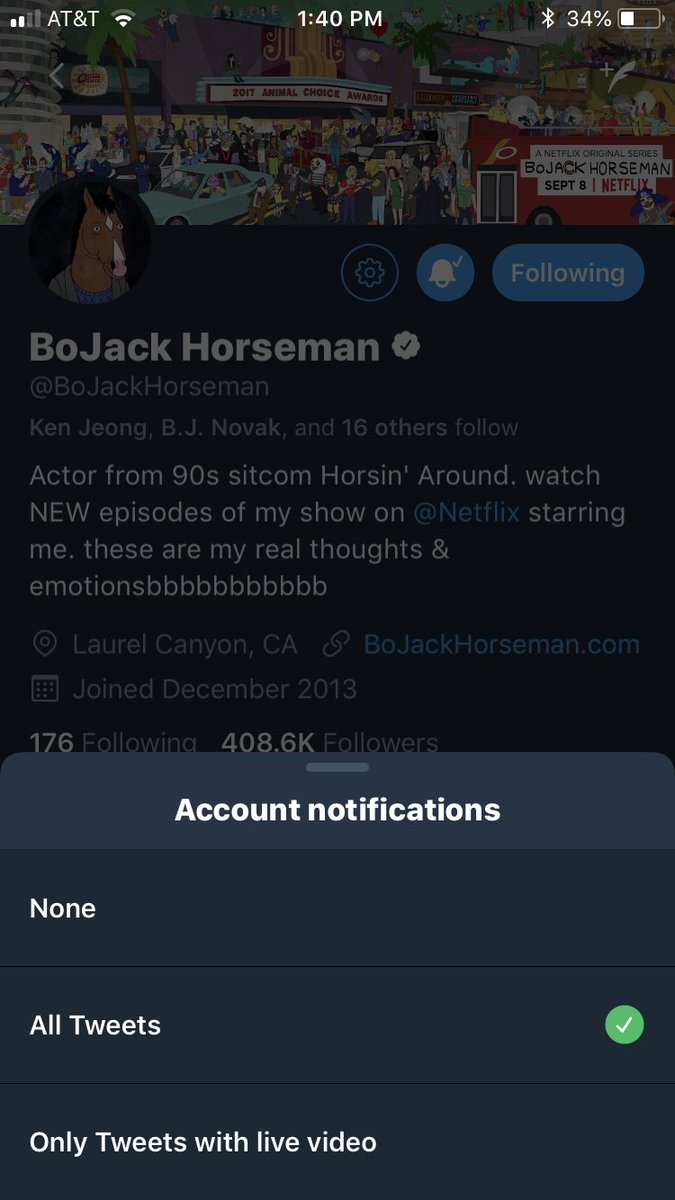 AT&T 1:40 PM 34%
2017 ANIMAL CHOICE AWARDS
A NETFLIX ORIGINAL SERIES
BOJACK HORSEMAN
SEPT 8 | NETFLIX
Following
BoJack Horseman
@BoJackHorseman
Ken Jeong, B.J. Novak, and 16 others follow
Actor from 90s sitcom Horsin' Around. watch
NEW episodes of my show on @Netflix starring
me. these are my real thoughts &
emotionsbbbbbbbbbbb
Laurel Canyon, CA BoJackHorseman.com
Joined December 2013
176 Following 408.6K Followers
Account notifications
None
All Tweets
Only Tweets with live video